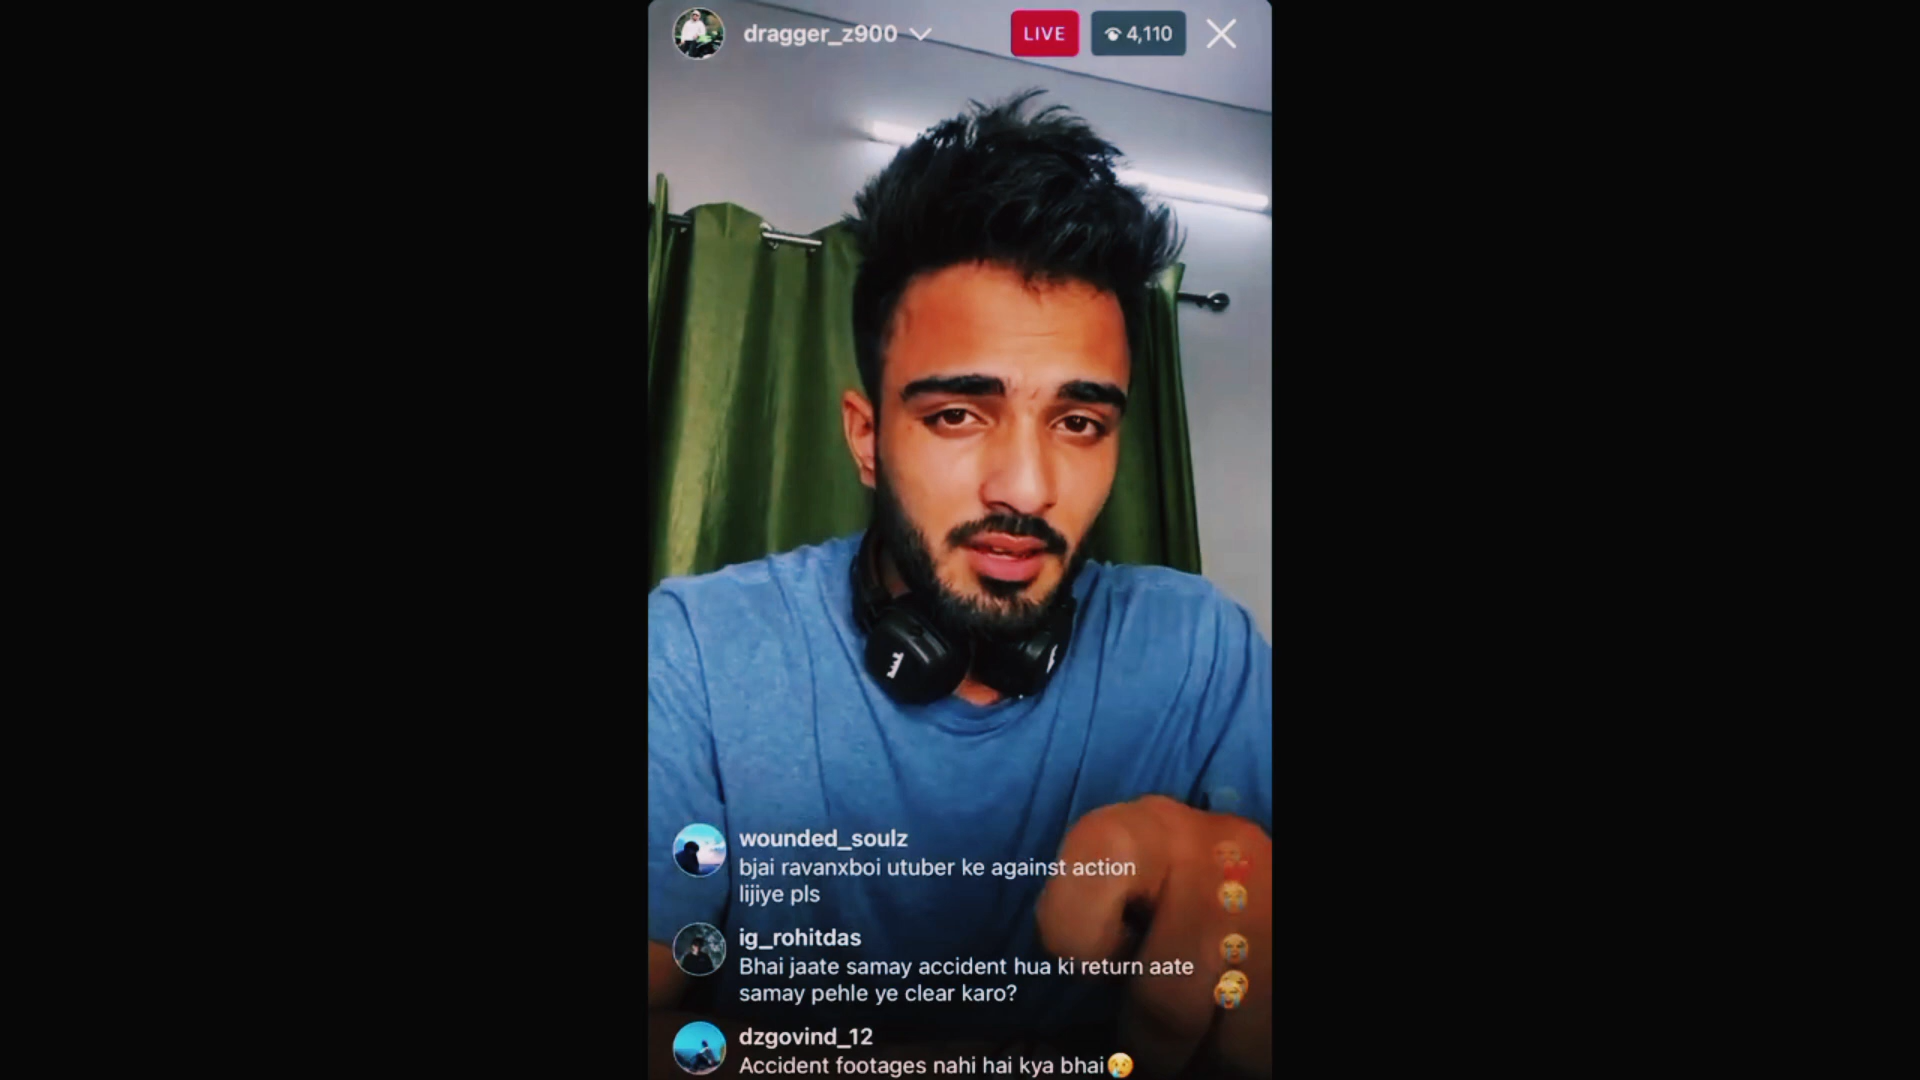 dragger_z900
LIVE
4,110
wounded_soulz
bjai ravanxboi utuber ke against action
lijiye pls
ig_rohitdas
Bhai jaate samay accident hua ki return aate
samay pehle ye clear karo?
dzgovind_12
Accident footages nahi hai kya bhai😢